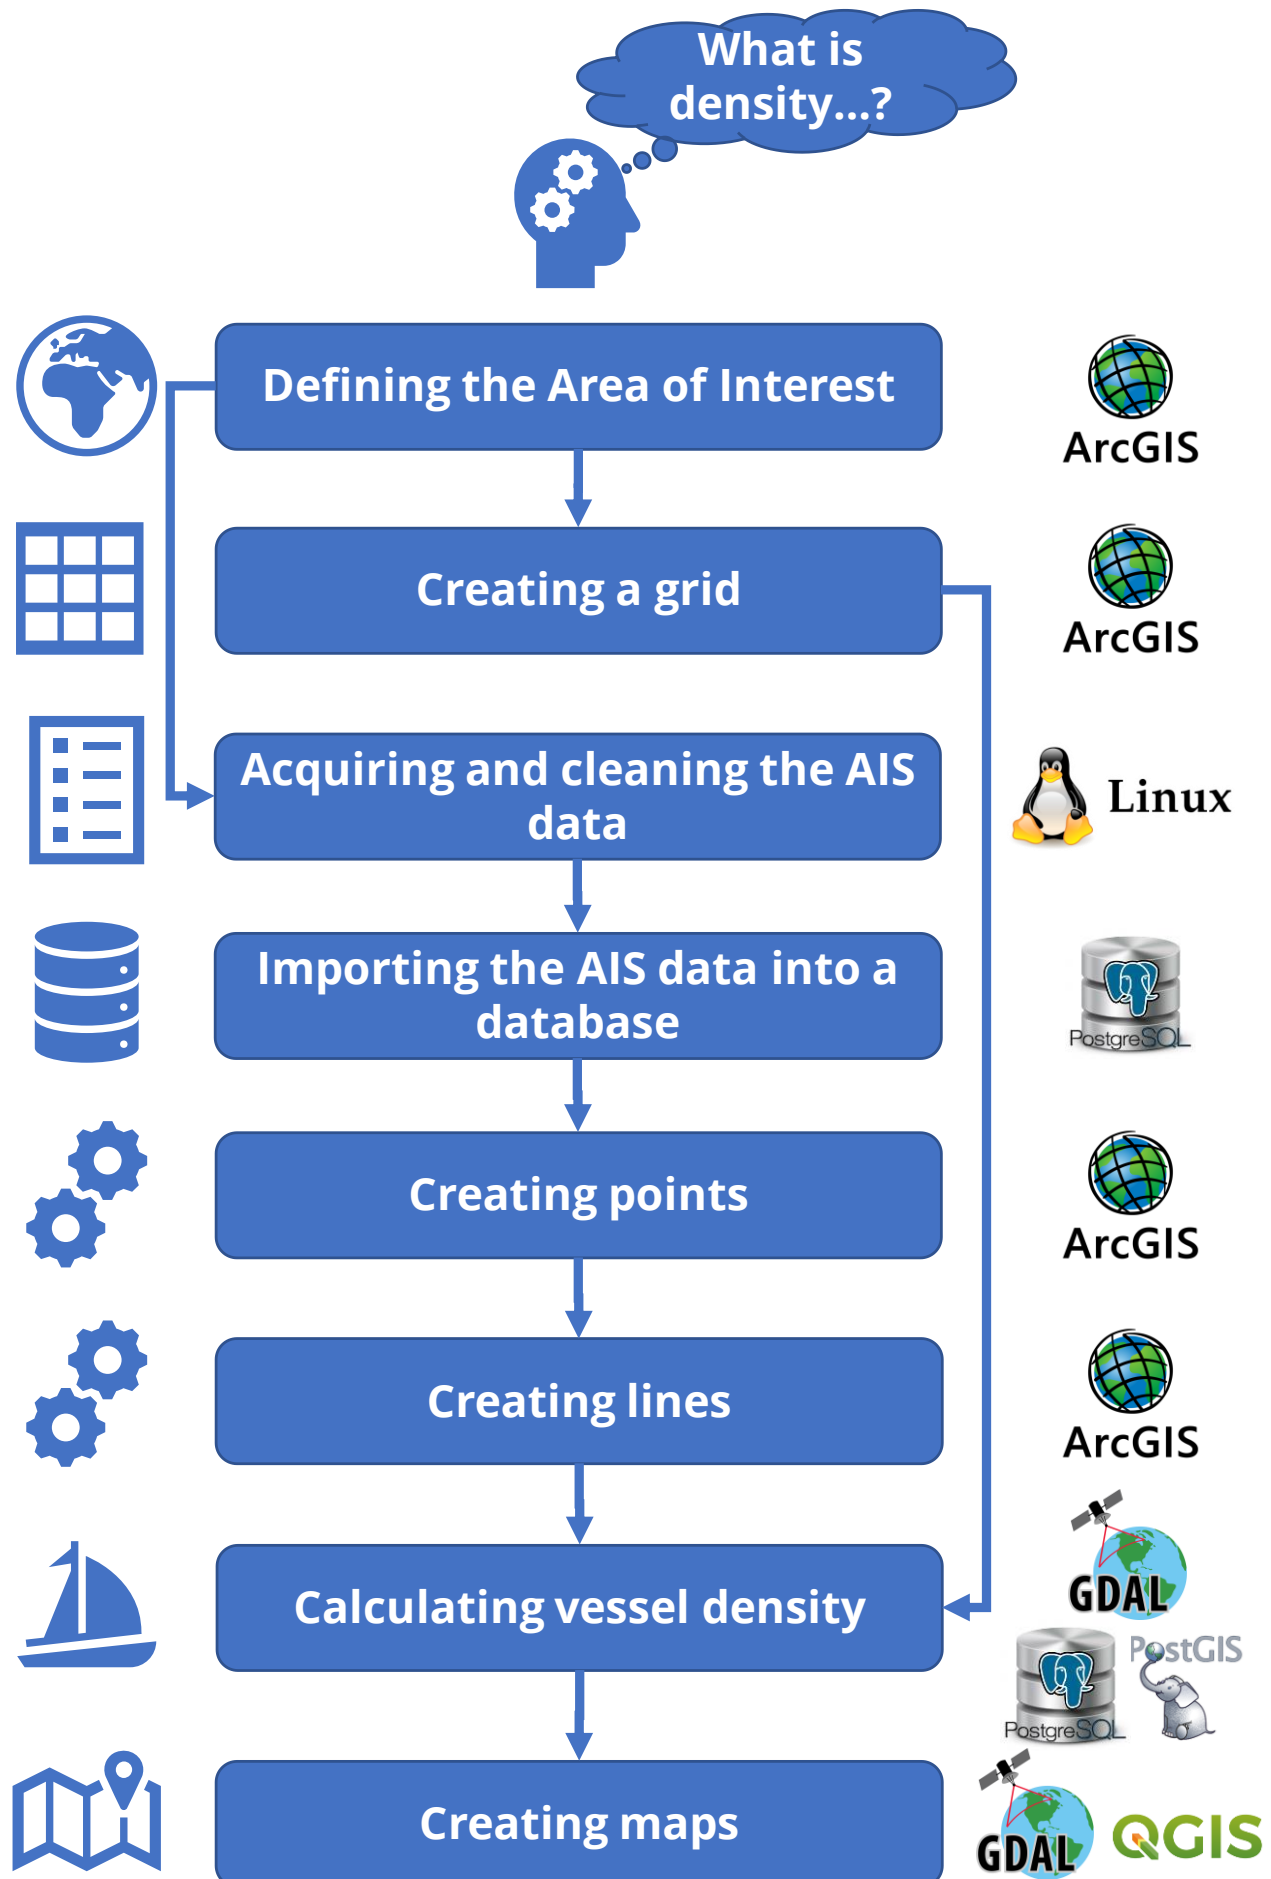 What is
density...?
Defining the Area of Interest
ArcGIS
Creating a grid
ArcGIS
Acquiring and cleaning the AIS
data
Linux
Importing the AIS data into a
database
PostgreSQL
Creating points
ArcGIS
Creating lines
ArcGIS
Calculating vessel density
GDAL
PostgreSQL
PostGIS
Creating maps
GDAL
QGIS